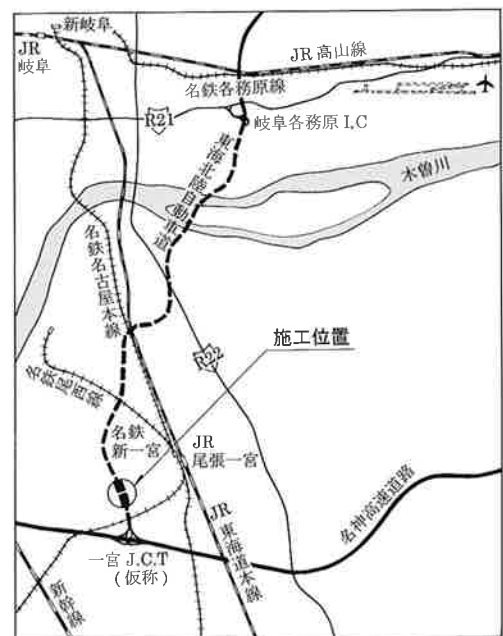 新岐阜
JR
岐阜
JR 高山線
名鉄各務原線
R21
岐阜各務原 I.C
東海北陸自動車道
木曽川
名鉄名古屋本線
施工位置
R22
名鉄尾西線
名鉄
新一宮
JR
尾張一宮
名神高速道路
一宮 J.C.T
(仮称)
JR 東海道本線
新幹線